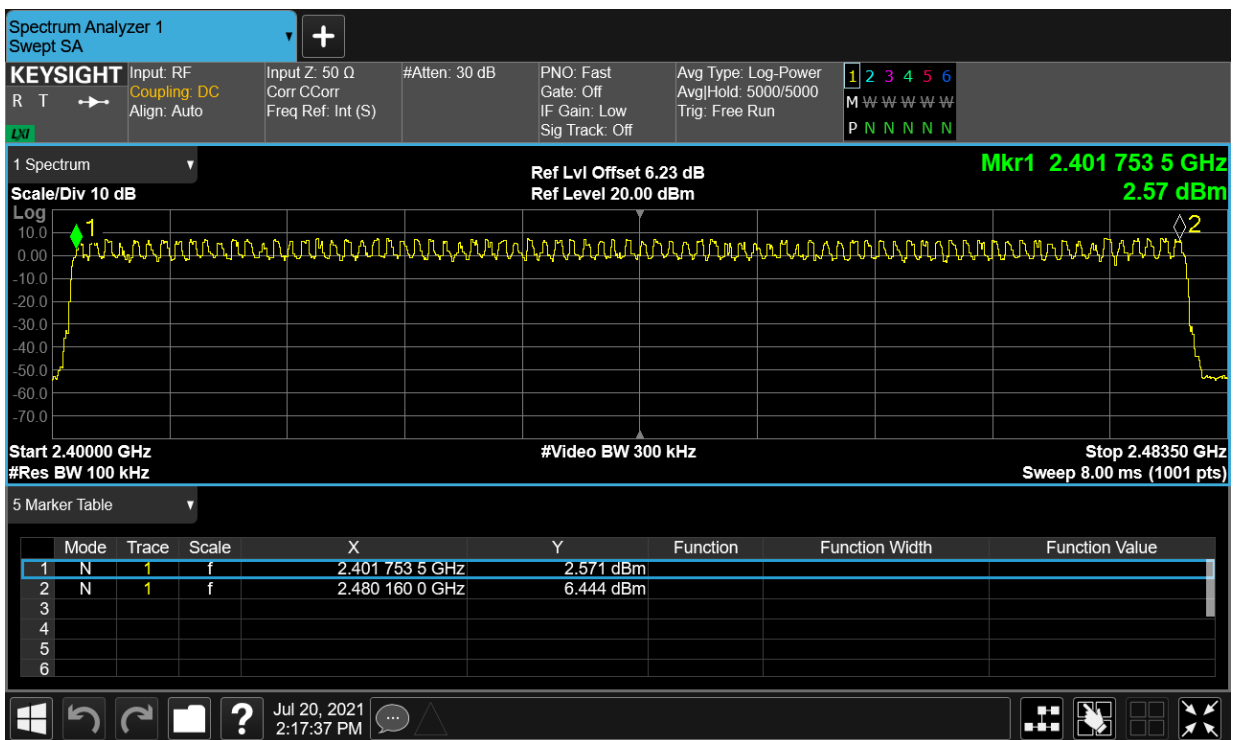 Spectrum Analyzer 1
Swept SA
+
KEYSIGHT Input: RF Input Z: 50 Ω #Atten: 30 dB PNO: Fast Avg Type: Log-Power 1 2 3 4 5 6
R T Coupling: DC Corr CCorr Gate: Off Avg|Hold: 5000/5000 M W W W W W
Align: Auto Freq Ref: Int (S) IF Gain: Low Trig: Free Run
LXI Sig Track: Off P N N N N N
1 Spectrum Ref Lvl Offset 6.23 dB Mkr1 2.401 753 5 GHz
Scale/Div 10 dB Ref Level 20.00 dBm 2.57 dBm
Log
1 2
10.0
0.00
-10.0
-20.0
-30.0
-40.0
-50.0
-60.0
-70.0
Start 2.40000 GHz #Video BW 300 kHz Stop 2.48350 GHz
#Res BW 100 kHz Sweep 8.00 ms (1001 pts)
5 Marker Table
Mode Trace Scale X Y Function Function Width Function Value
1 N 1 f 2.401 753 5 GHz 2.571 dBm
2 N 1 f 2.480 160 0 GHz 6.444 dBm
3
4
5
6
? Jul 20, 2021
2:17:37 PM